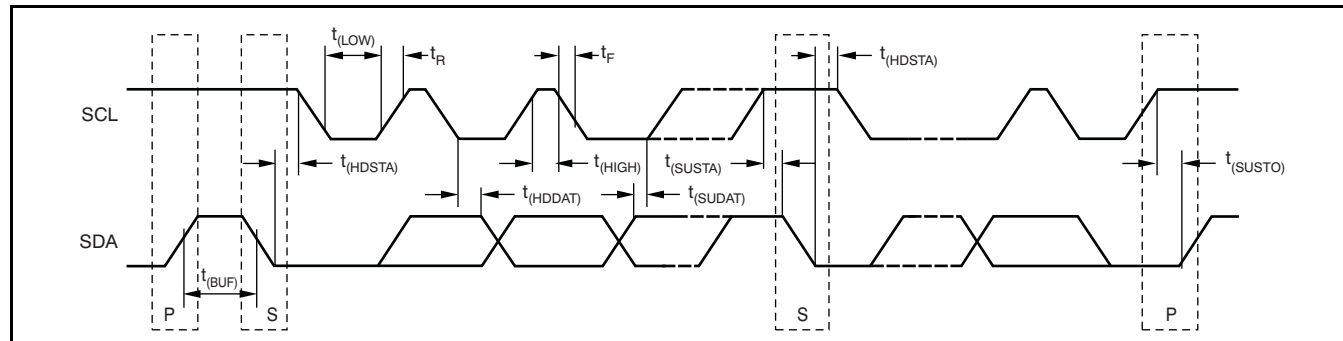 t(LOW)
tR
tF
t(HDSTA)
SCL
t(HDSTA)
t(HIGH)
t(SUSTA)
t(SUSTO)
t(HDDAT)
t(SUDAT)
SDA
t(BUF)
P
S
S
P